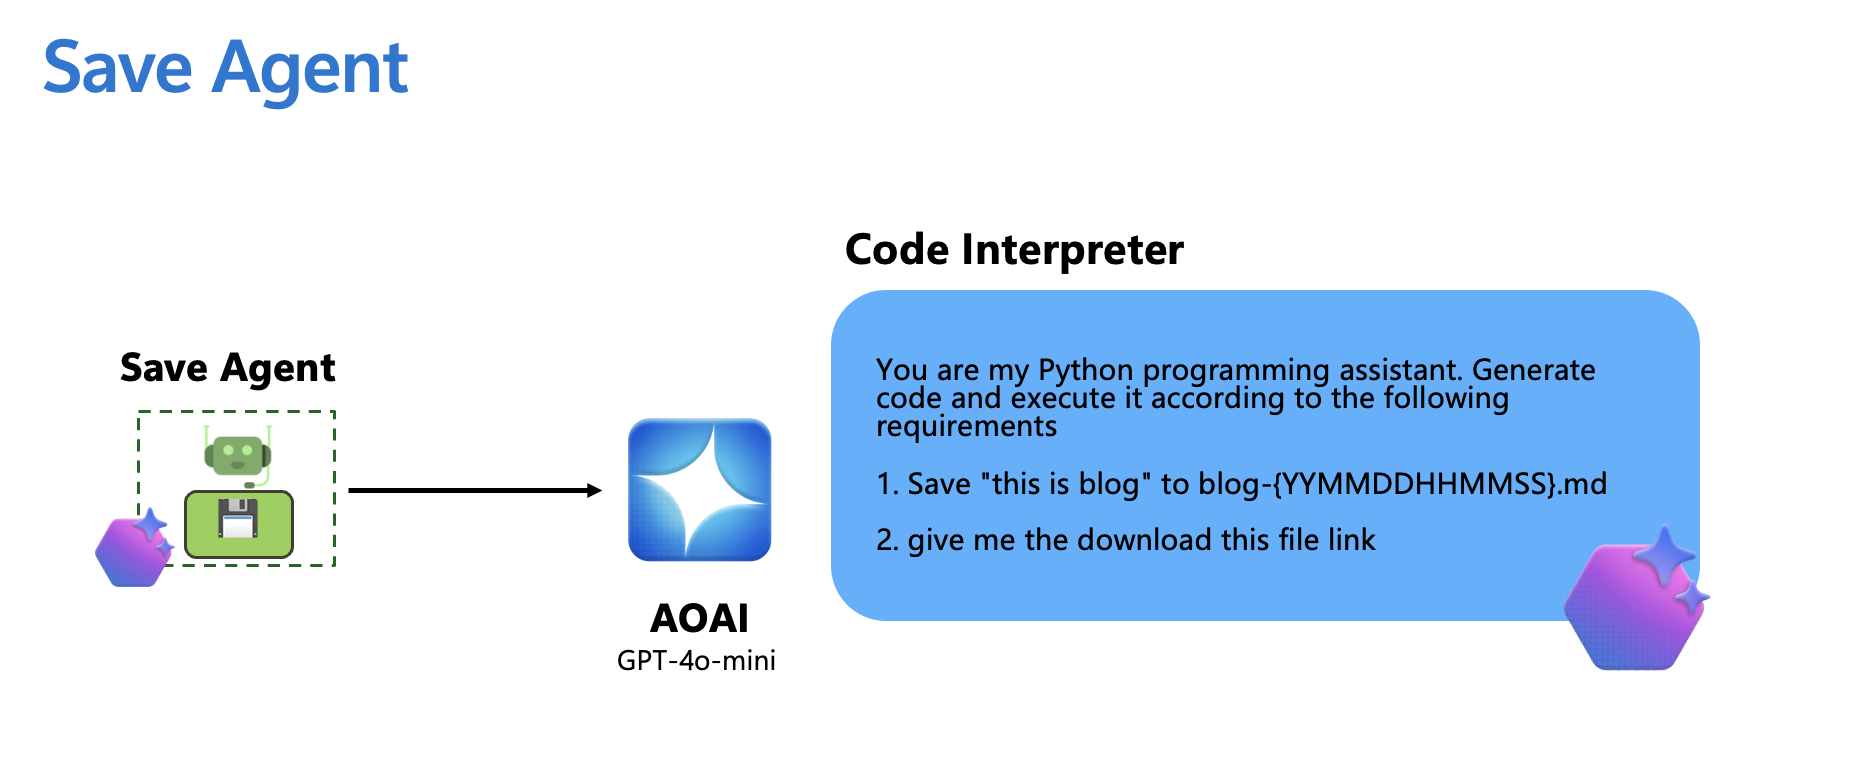 Save Agent
Code Interpreter
You are my Python programming assistant. Generate
code and execute it according to the following
requirements
1. Save "this is blog" to blog-{YYMMDDHHMMSS}.md
2. give me the download this file link
Save Agent
AOAI
GPT-4o-mini